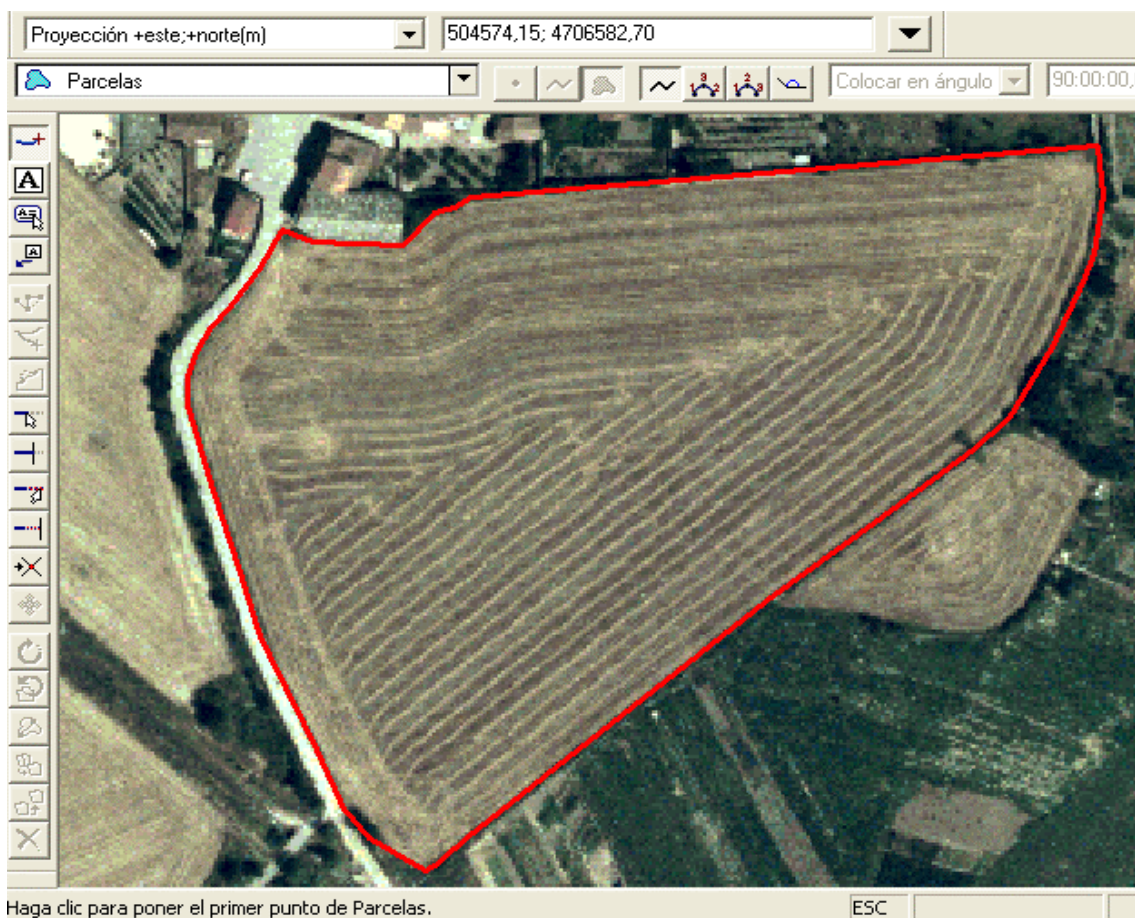 Proyección +este;+norte(m)
504574,15; 4706582,70
Parcelas
Colocar en ángulo
90:00:00,
Haga clic para poner el primer punto de Parcelas.
ESC